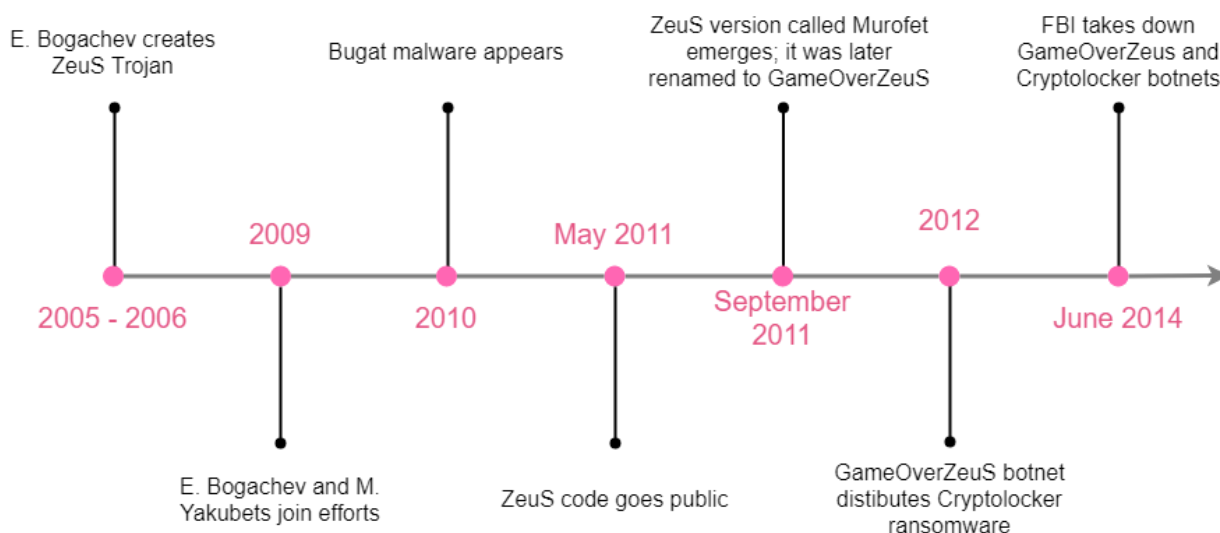 E. Bogachev creates
ZeuS Trojan
Bugat malware appears
ZeuS version called Murofet
emerges; it was later
renamed to GameOverZeuS
FBI takes down
GameOverZeus and
Cryptolocker botnets
2009
May 2011
2012
2005 - 2006
2010
September
2011
June 2014
E. Bogachev and M.
Yakubets join efforts
ZeuS code goes public
GameOverZeuS botnet
distibutes Cryptolocker
ransomware